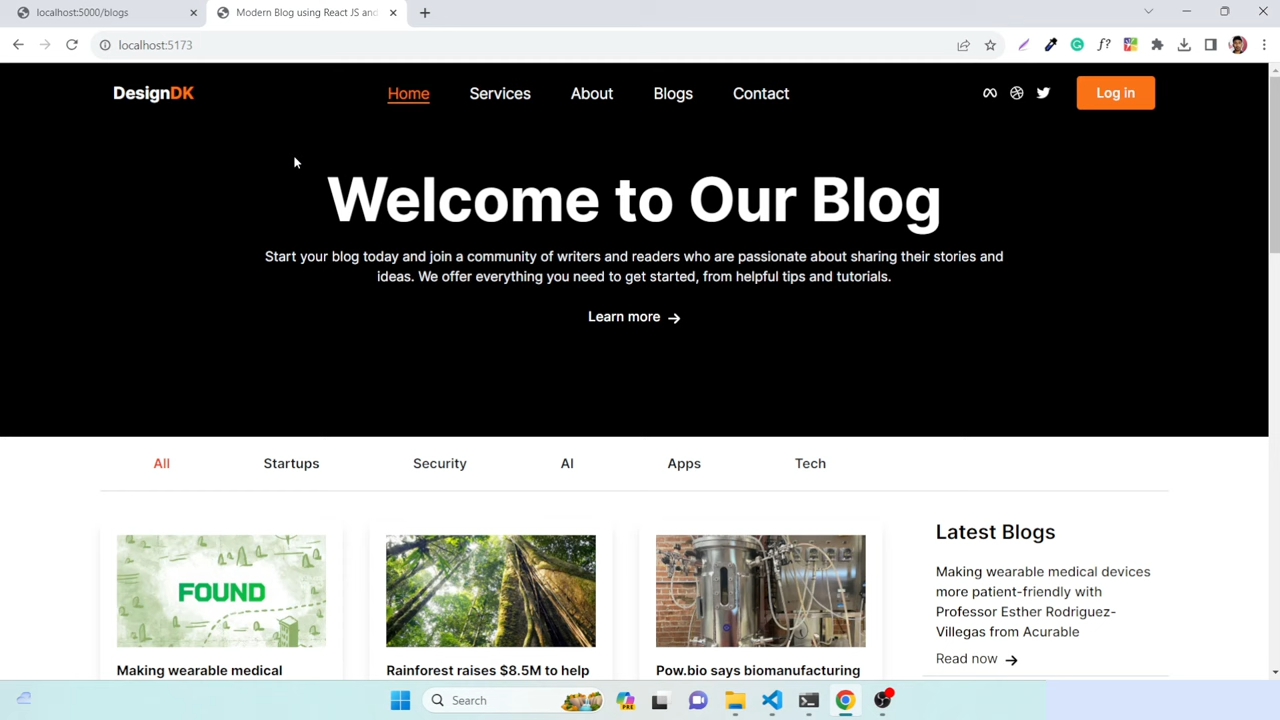 localhost:5000/blogs
Modern Blog using React JS and
localhost:5173
DesignDK
Home
Services
About
Blogs
Contact
Log in
Welcome to Our Blog
Start your blog today and join a community of writers and readers who are passionate about sharing their stories and
ideas. We offer everything you need to get started, from helpful tips and tutorials.
Learn more
All
Startups
Security
AI
Apps
Tech
FOUND
Making wearable medical
Rainforest raises $8.5M to help
Pow.bio says biomanufacturing
Latest Blogs
Making wearable medical devices
more patient-friendly with
Professor Esther Rodriguez-
Villegas from Acurable
Read now
Search
PRE